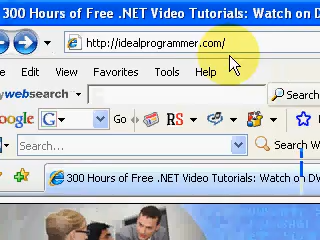 300 Hours of Free .NET Video Tutorials: Watch on D
http://idealprogrammer.com/
View Favorites Tools Help
websearch Search
Go RS
Search... Search W
300 Hours of Free .NET Video Tutorials: Watch on DV